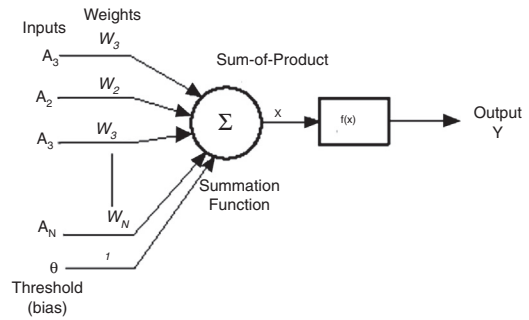 Inputs
Weights
A3
W3
A2
W2
A3
W3
AN
WN
θ
1
Threshold
(bias)
Sum-of-Product
Σ
Summation
Function
x
f(x)
Output
Y